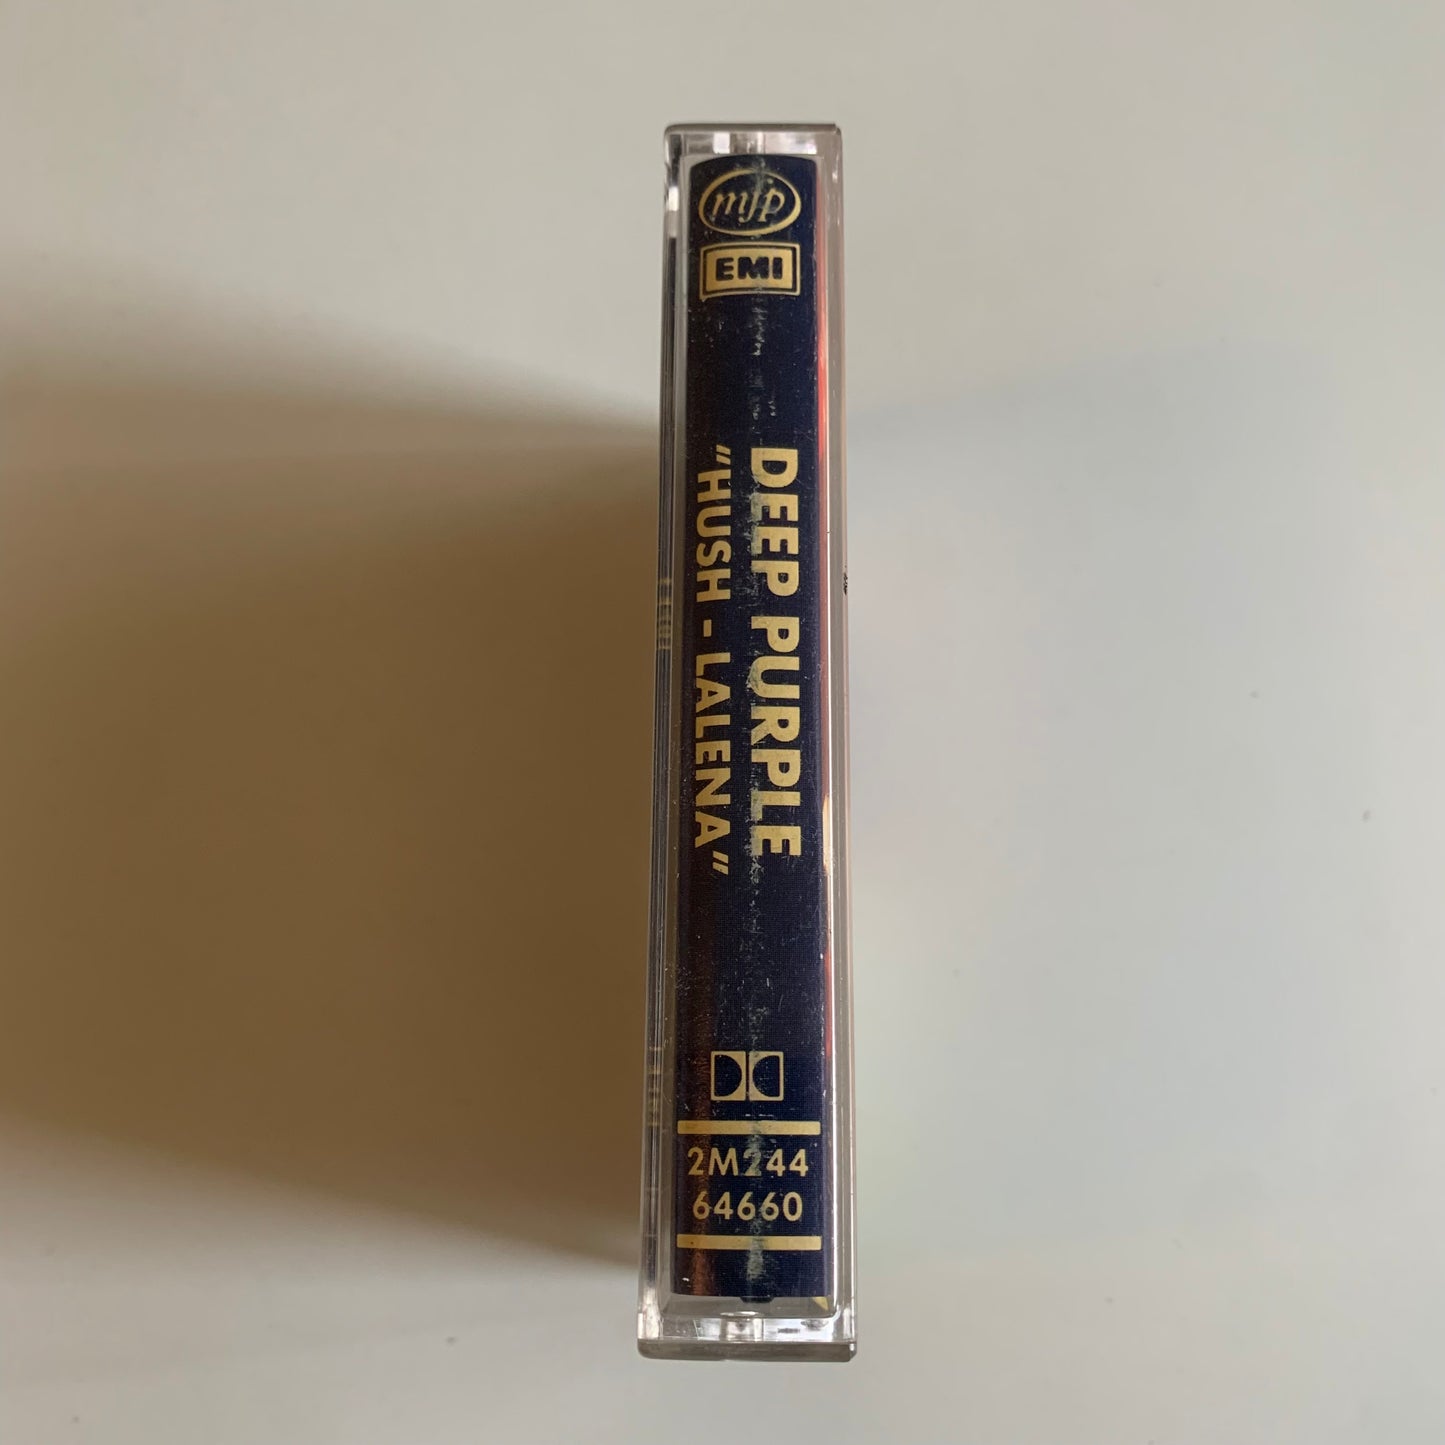 mfp
EMI
DEEP PURPLE
"HUSH - LALENA"
2M244
64660